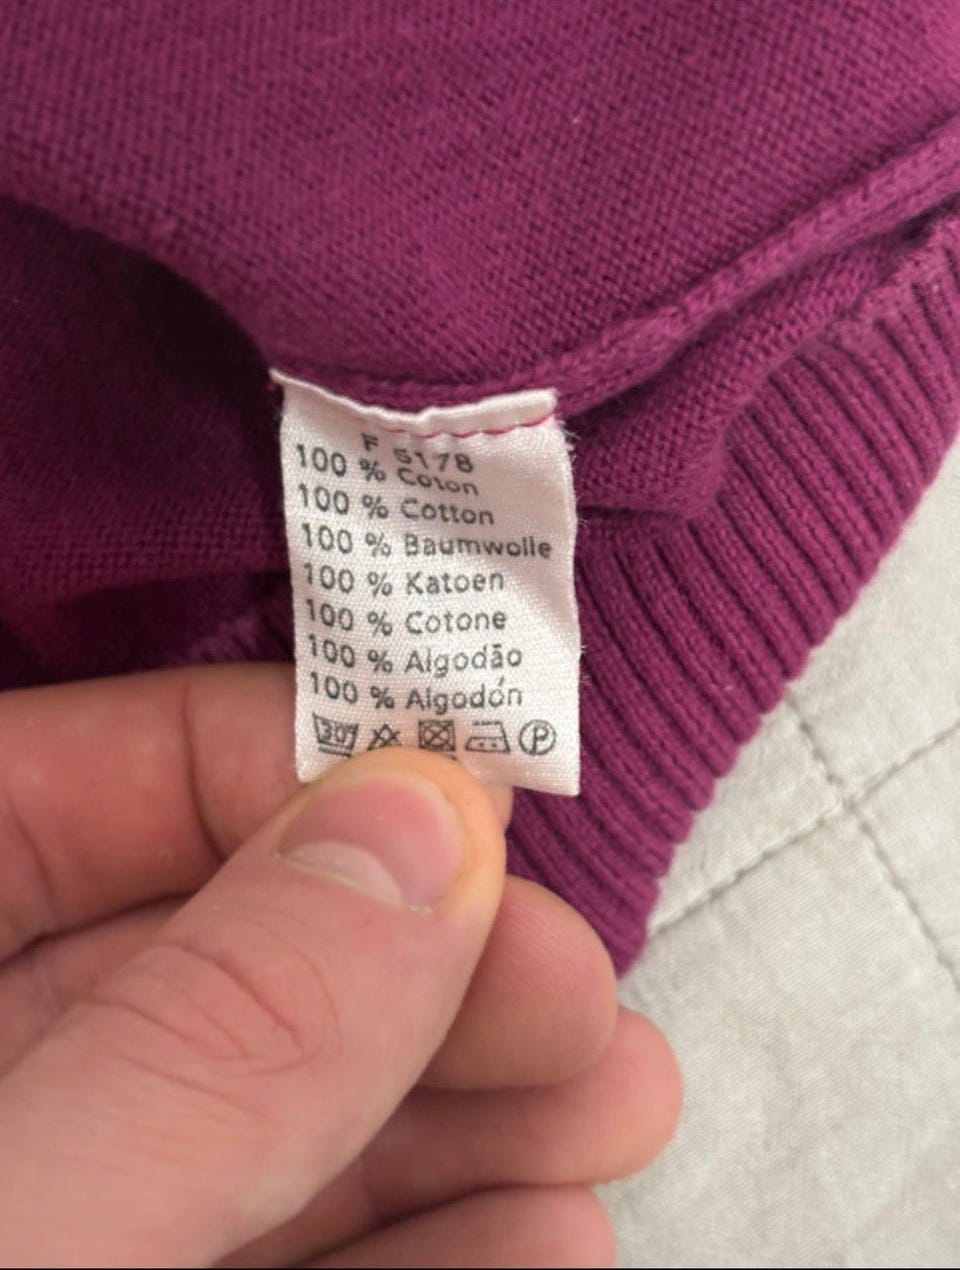 F 5178
100 % Coton
100 % Cotton
100 % Baumwolle
100 % Katoen
100 % Cotone
100 % Algodão
100 % Algodón
30° P